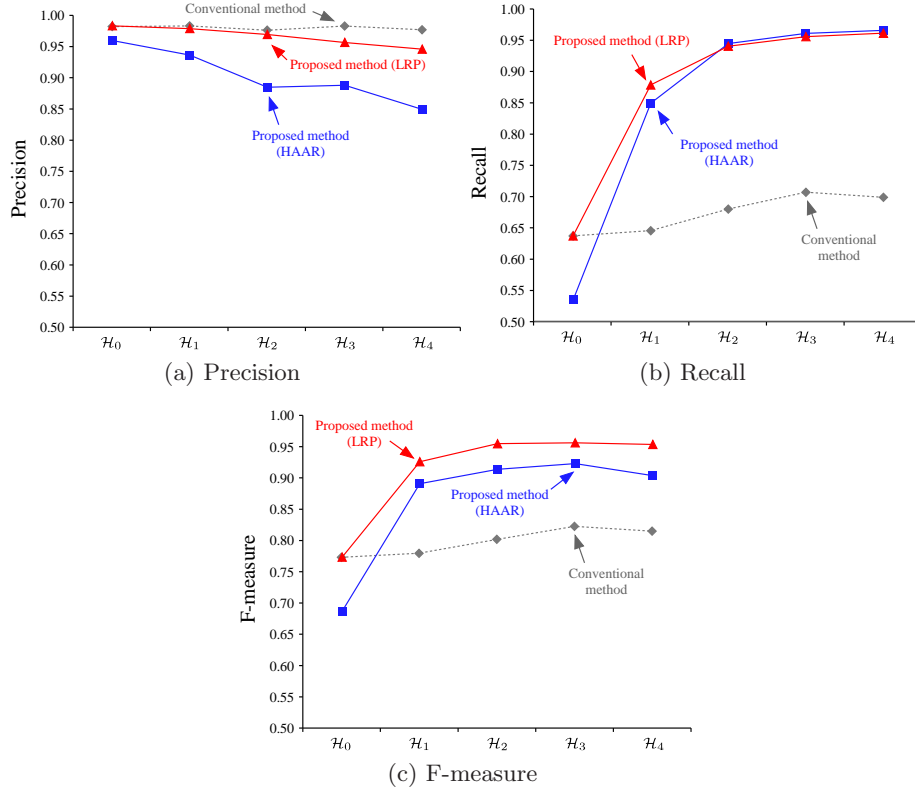 Conventional method
1.00
0.95
0.90
0.85
0.80
0.75
0.70
0.65
0.60
0.55
0.50
Precision
Proposed method (LRP)
Proposed method
(HAAR)
ℋ0 ℋ1 ℋ2 ℋ3 ℋ4
(a) Precision
1.00
0.95
0.90
0.85
0.80
0.75
0.70
0.65
0.60
0.55
0.50
Recall
Proposed method (LRP)
Proposed method
(HAAR)
Conventional
method
ℋ0 ℋ1 ℋ2 ℋ3 ℋ4
(b) Recall
1.00
0.95
0.90
0.85
0.80
0.75
0.70
0.65
0.60
0.55
0.50
F-measure
Proposed method
(LRP)
Proposed method
(HAAR)
Conventional
method
ℋ0 ℋ1 ℋ2 ℋ3 ℋ4
(c) F-measure